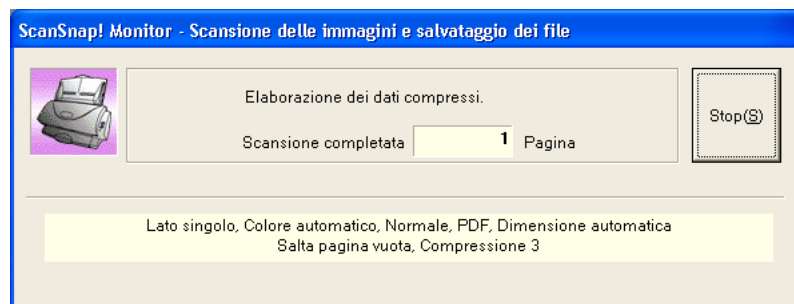 ScanSnap! Monitor - Scansione delle immagini e salvataggio dei file
Elaborazione dei dati compressi.
Stop(S)
Scansione completata 1 Pagina
Lato singolo, Colore automatico, Normale, PDF, Dimensione automatica
Salta pagina vuota, Compressione 3